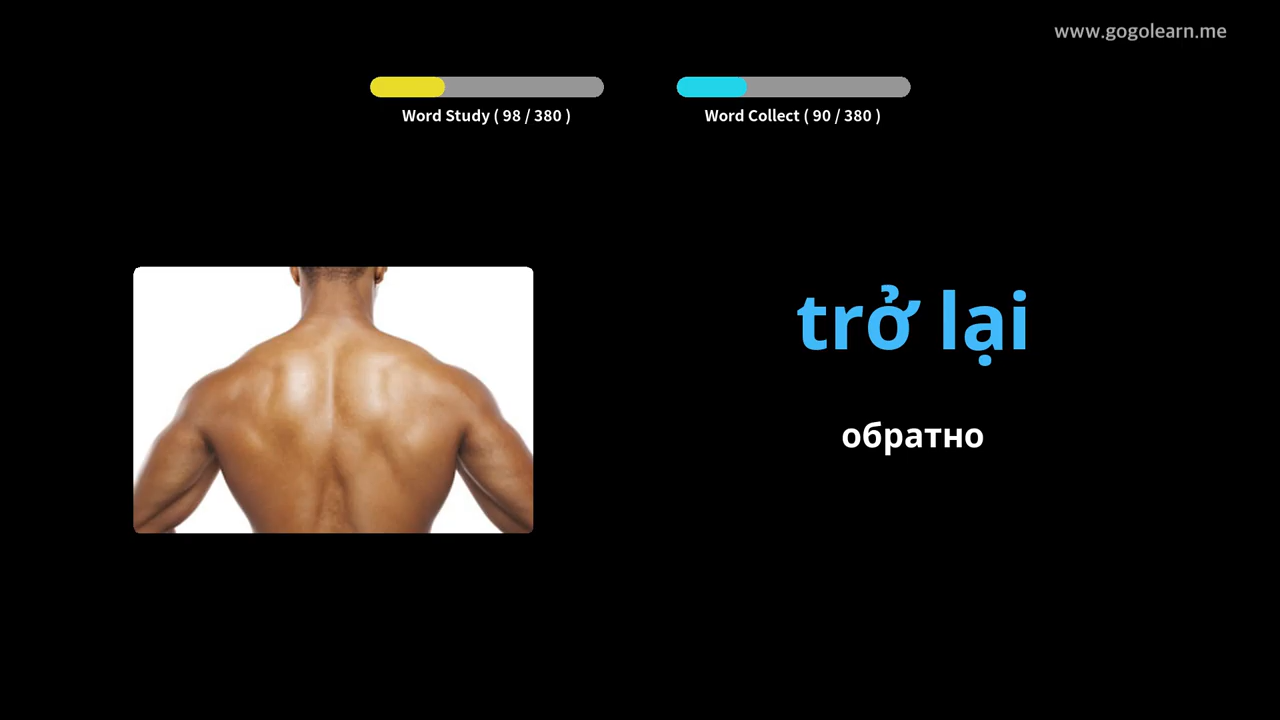 www.gogolearn.me
Word Study ( 98 / 380 )
Word Collect ( 90 / 380 )
trở lại
обратно